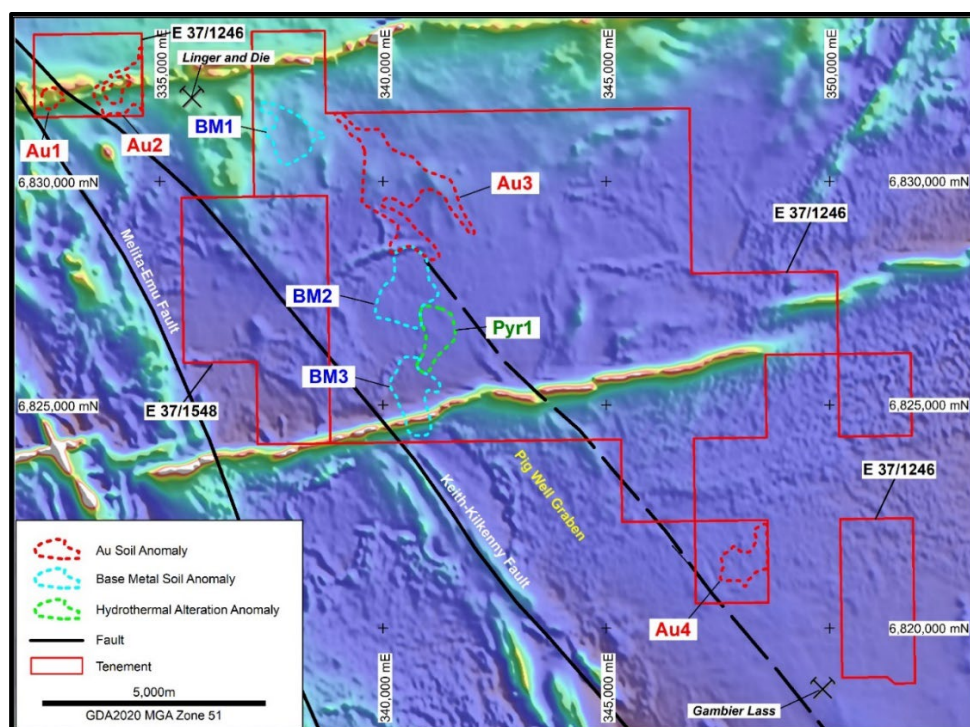 E 37/1246
335,000 mE
Linger and Die
340,000 mE
345,000 mE
350,000 mE
BM1
Au1
Au2
6,830,000 mN
Au3
6,830,000 mN
E 37/1246
Melita-Emu Fault
BM2
Pyr1
BM3
6,825,000 mN
E 37/1548
6,825,000 mN
Pig Well Graben
Keith-Kilkenny Fault
E 37/1246
Au4
6,820,000 mN
340,000 mE
345,000 mE
350,000 mE
Gambier Lass
Au Soil Anomaly
Base Metal Soil Anomaly
Hydrothermal Alteration Anomaly
Fault
Tenement
5,000m
GDA2020 MGA Zone 51